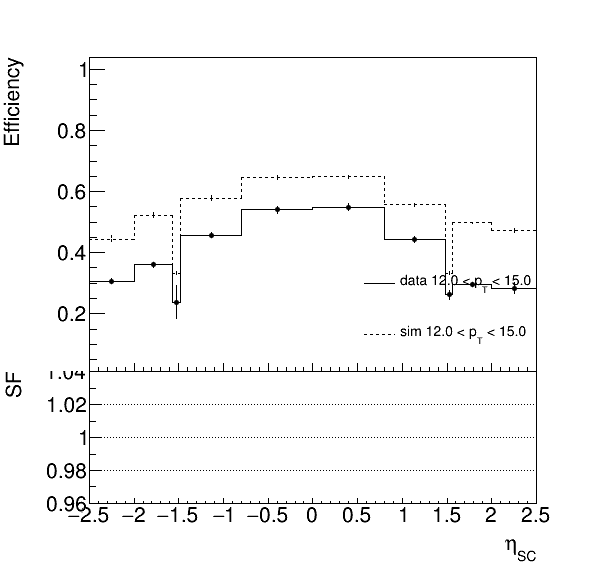 Efficiency
1
0.8
0.6
0.4
0.2
data 12.0 < p_T < 15.0
sim 12.0 < p_T < 15.0
SF
1.04
1.02
1
0.98
0.96
−2.5 −2 −1.5 −1 −0.5 0 0.5 1 1.5 2 2.5
η_SC